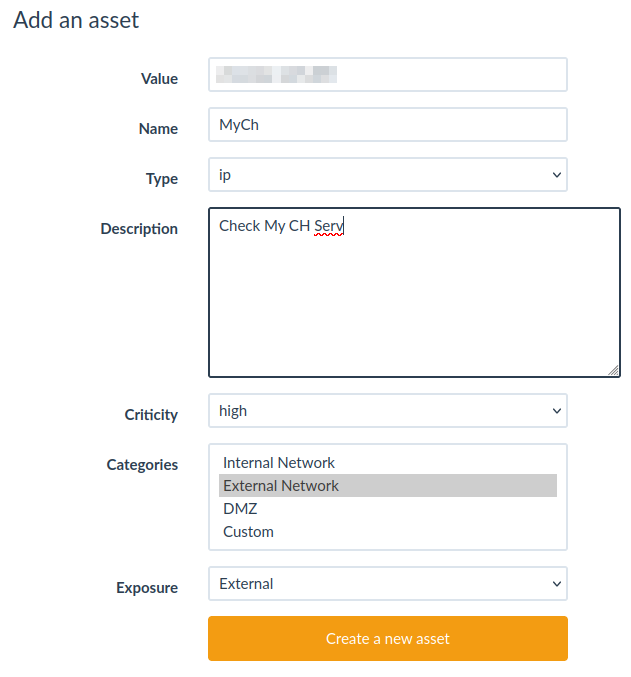 Add an asset
Value
Name MyCh
Type ip
Description Check My CH Serv
Criticity high
Categories Internal Network
External Network
DMZ
Custom
Exposure External
Create a new asset